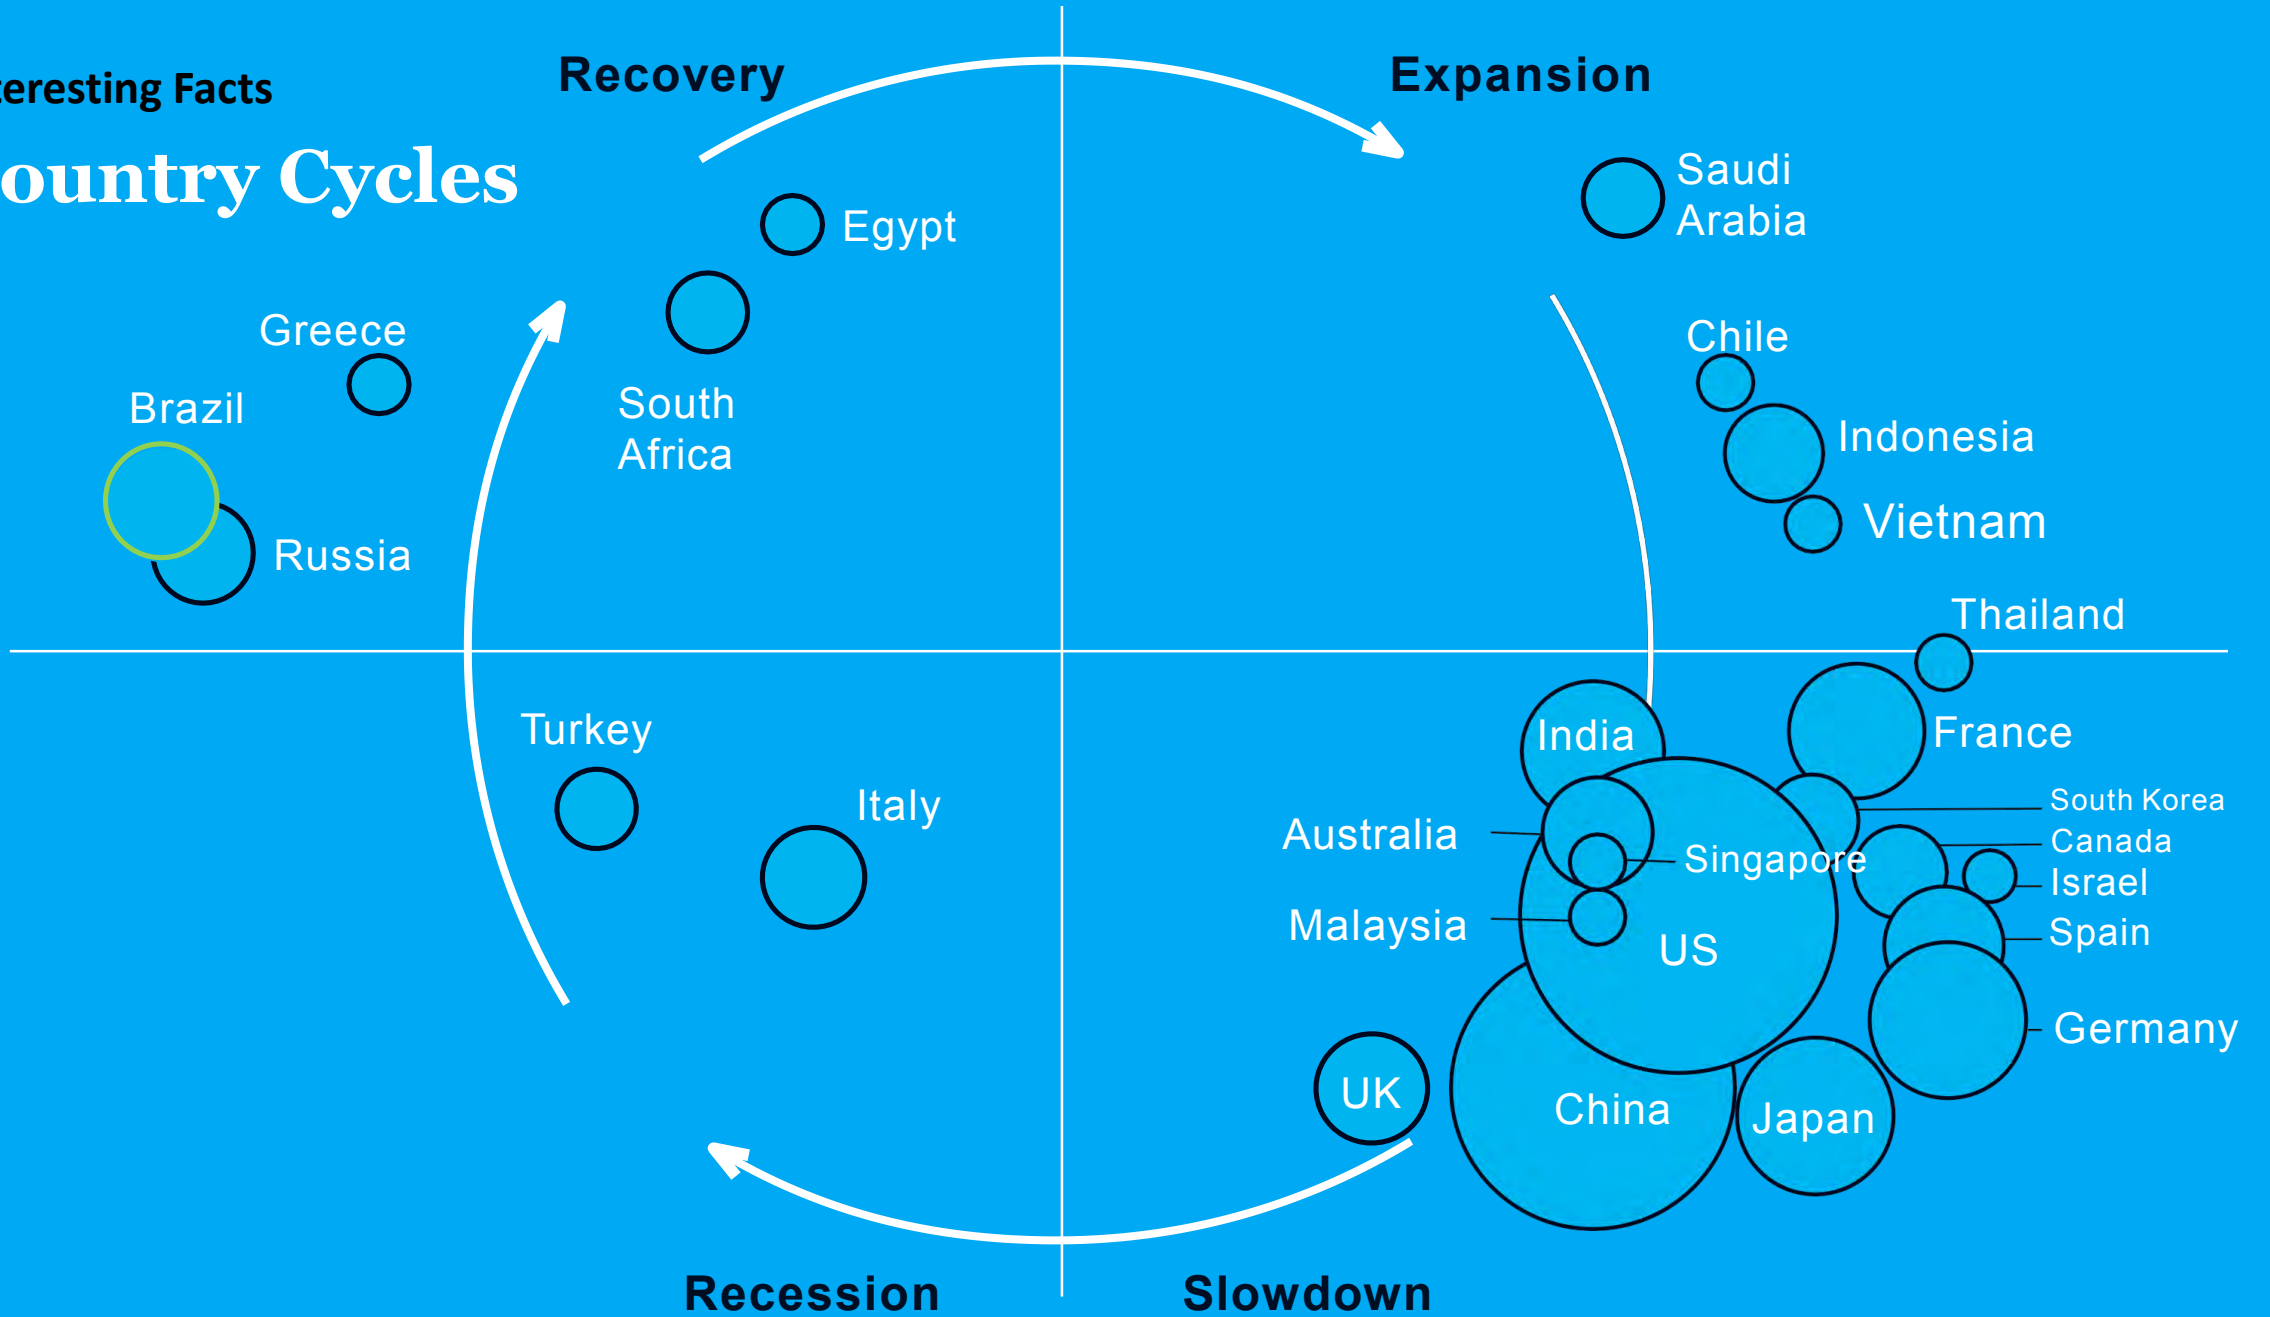 teresting Facts
ountry Cycles
Recovery
Expansion
Saudi
Arabia
Egypt
Greece
Chile
Brazil
South
Africa
Indonesia
Vietnam
Russia
Thailand
Turkey
India
France
Italy
South Korea
Australia
Canada
Singapore
Israel
Malaysia
Spain
US
Germany
UK
China
Japan
Recession
Slowdown